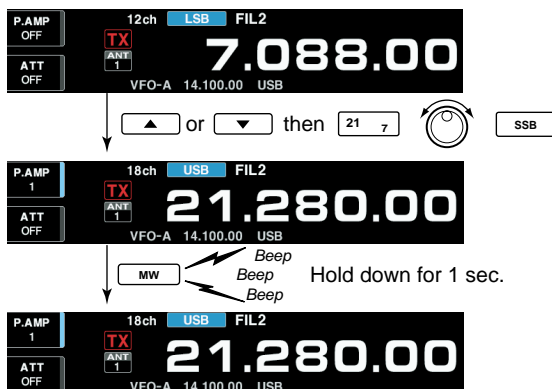 P.AMP 12ch LSB FIL2
OFF TX
ANT 7.088.00
ATT 1
OFF VFO-A 14.100.00 USB
▲ or ▼ then 21 7 SSB
P.AMP 18ch USB FIL2
1 TX
ANT 21.280.00
ATT 1
OFF VFO-A 14.100.00 USB
Beep
MW Beep Hold down for 1 sec.
Beep
P.AMP 18ch USB FIL2
1 TX
ANT 21.280.00
ATT 1
OFF VFO-A 14.100.00 USB